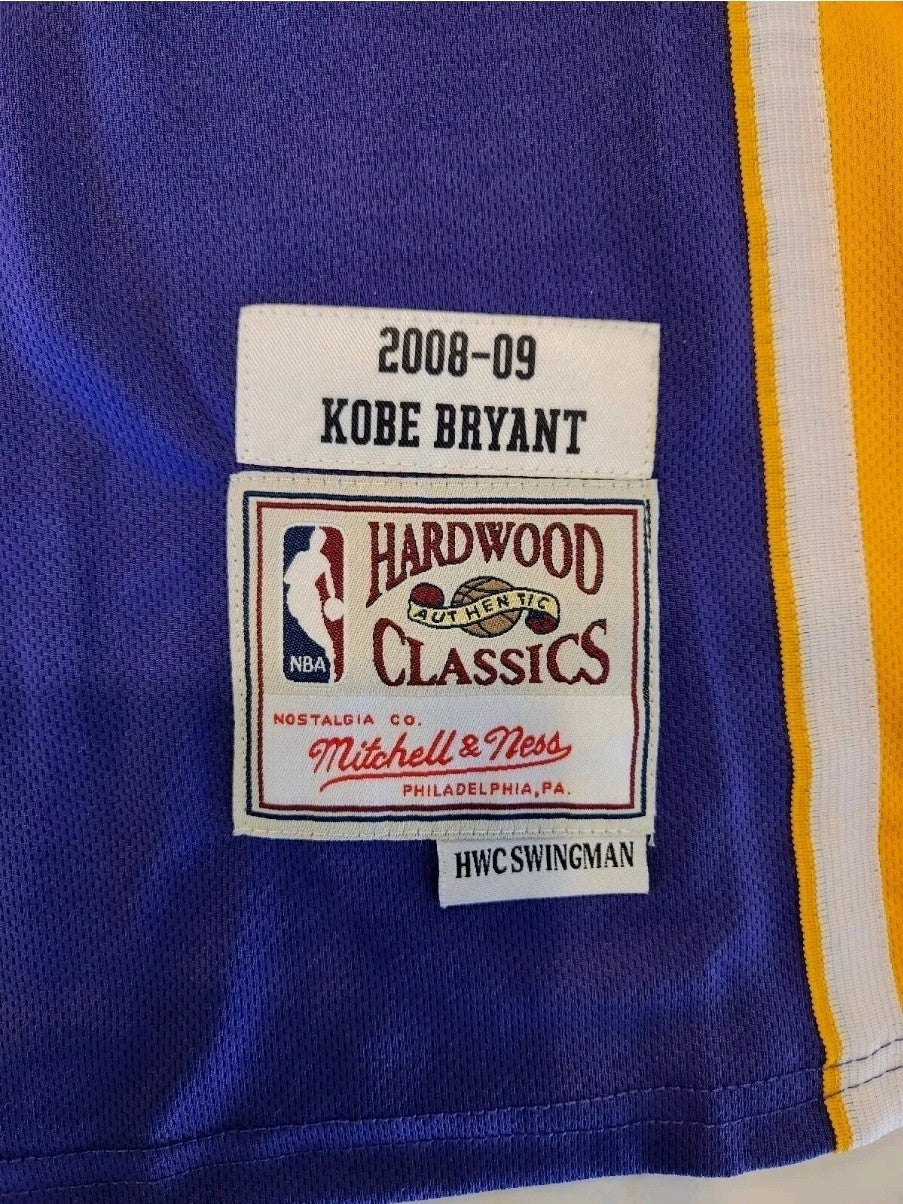 2008-09
KOBE BRYANT
HARDWOOD
AUTHENTIC
CLASSICS
NBA
NOSTALGIA CO.
Mitchell & Ness
PHILADELPHIA, PA.
HWC SWINGMAN